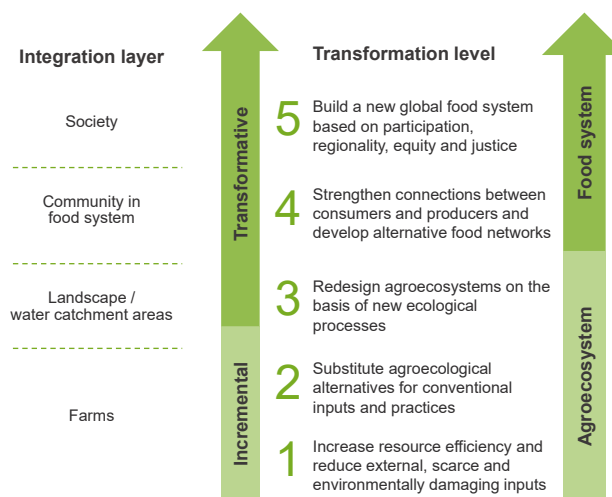 Integration layer
Transformation level
Society
Community in
food system
Landscape /
water catchment areas
Farms
Transformative
Incremental
5
Build a new global food system
based on participation,
regionality, equity and justice
4
Strengthen connections between
consumers and producers and
develop alternative food networks
3
Redesign agroecosystems on the
basis of new ecological
processes
2
Substitute agroecological
alternatives for conventional
inputs and practices
1
Increase resource efficiency and
reduce external, scarce and
environmentally damaging inputs
Food system
Agroecosystem